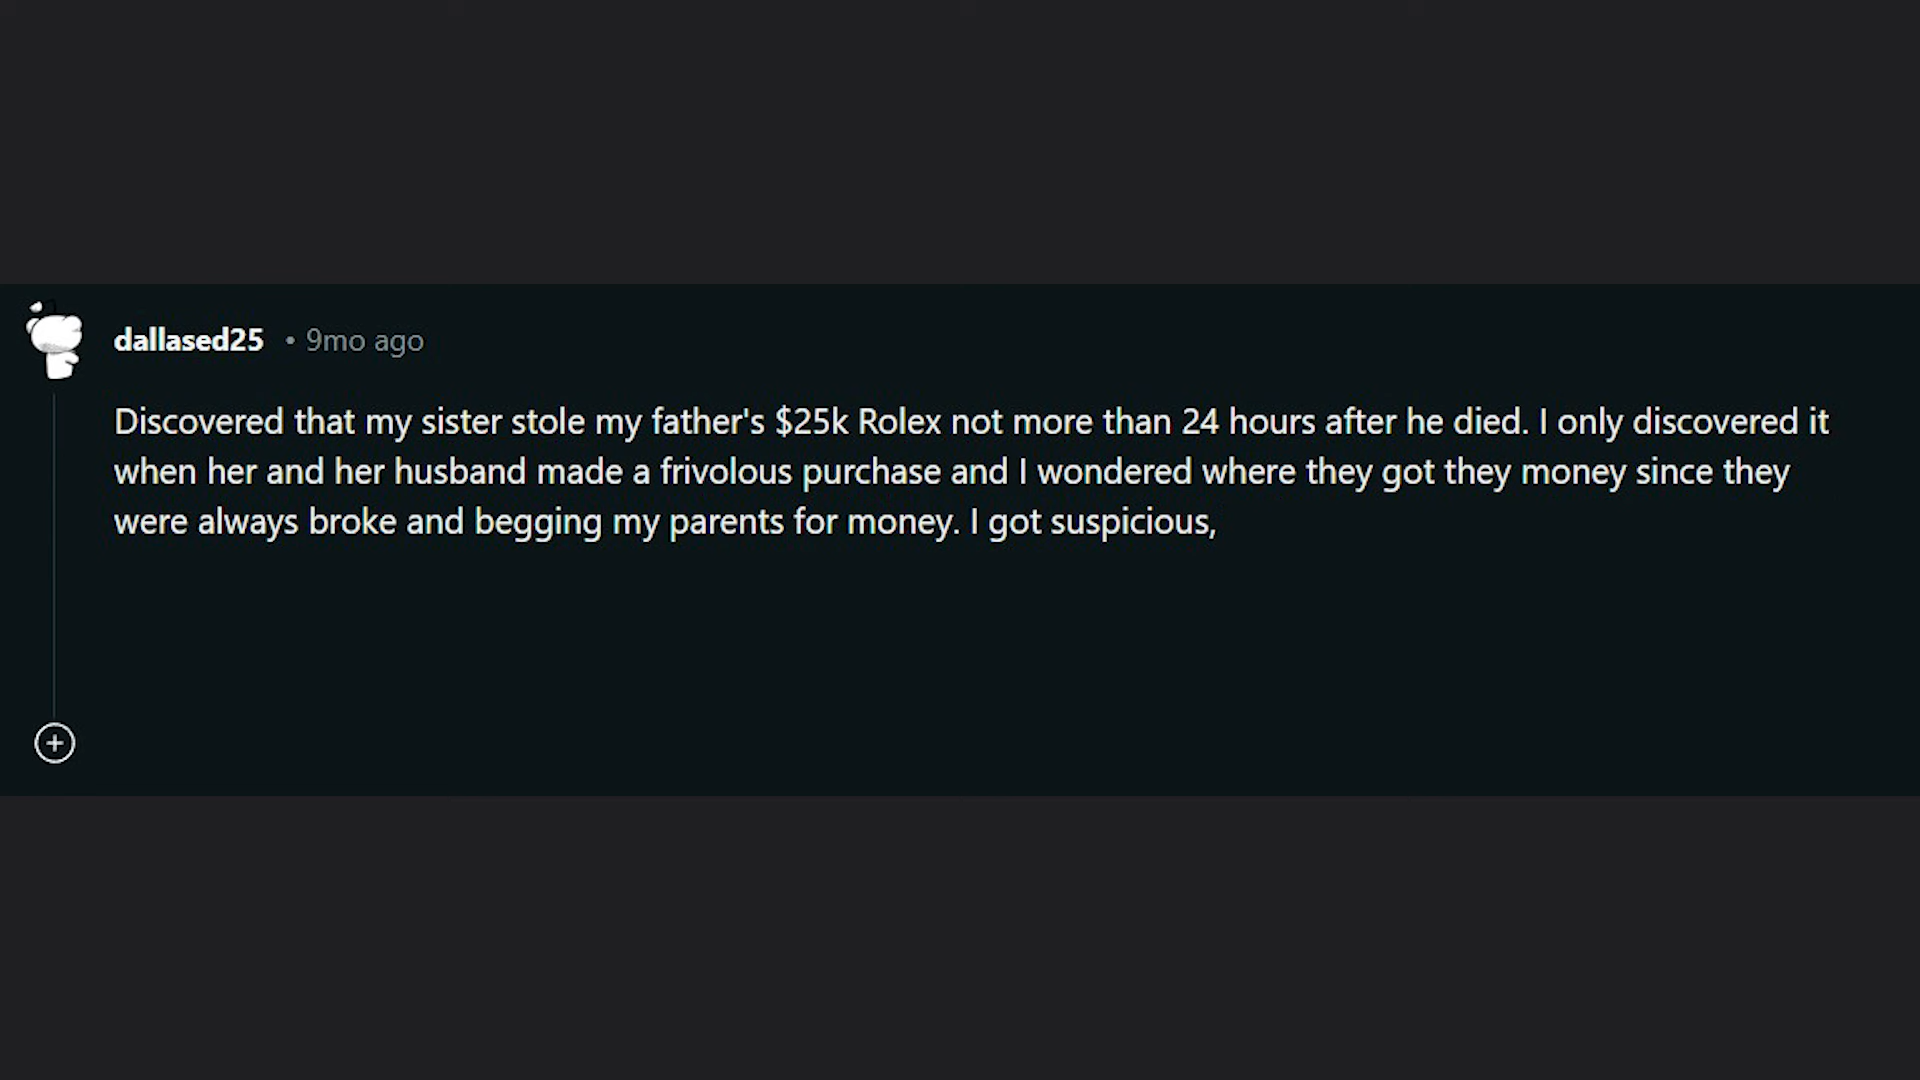 dallased25 • 9mo ago
Discovered that my sister stole my father's $25k Rolex not more than 24 hours after he died. I only discovered it
when her and her husband made a frivolous purchase and I wondered where they got they money since they
were always broke and begging my parents for money. I got suspicious,